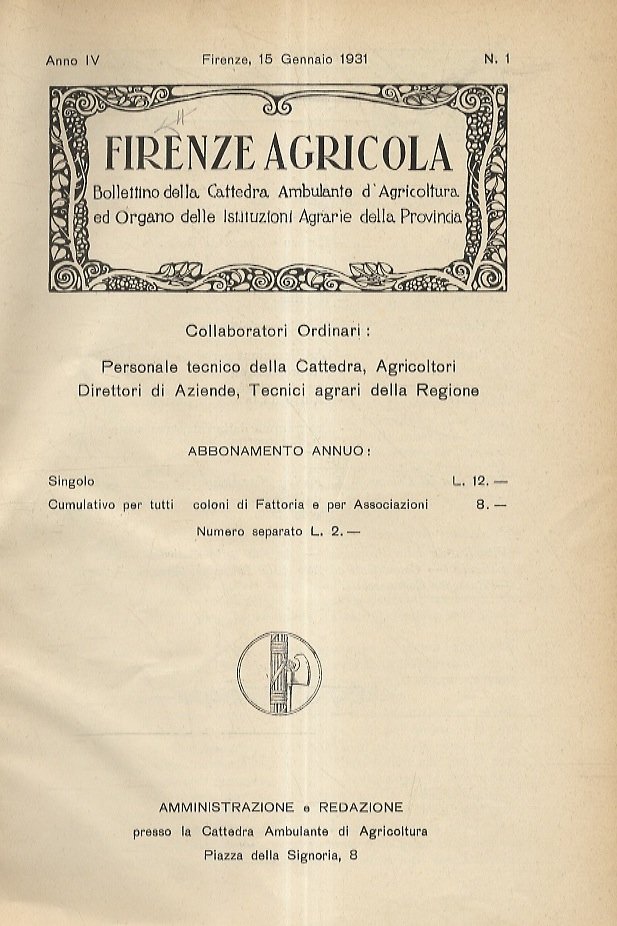 Anno IV Firenze, 15 Gennaio 1931 N. 1
FIRENZE AGRICOLA
Bollettino della Cattedra Ambulante d'Agricoltura
ed Organo delle Istituzioni Agrarie della Provincia
Collaboratori Ordinari :
Personale tecnico della Cattedra, Agricoltori
Direttori di Aziende, Tecnici agrari della Regione
ABBONAMENTO ANNUO :
Singolo L. 12. —
Cumulativo per tutti coloni di Fattoria e per Associazioni 8. —
Numero separato L. 2. —
AMMINISTRAZIONE e REDAZIONE
presso la Cattedra Ambulante di Agricoltura
Piazza della Signoria, 8